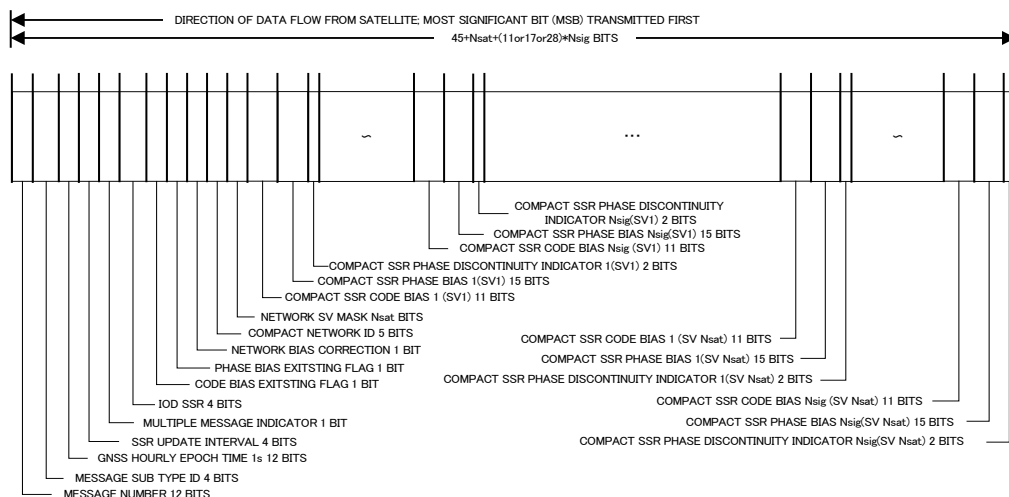 DIRECTION OF DATA FLOW FROM SATELLITE; MOST SIGNIFICANT BIT (MSB) TRANSMITTED FIRST
45+Nsat+(11or17or28)*Nsig BITS
~
...
~
COMPACT SSR PHASE DISCONTINUITY
INDICATOR Nsig(SV1) 2 BITS
COMPACT SSR PHASE BIAS Nsig(SV1) 15 BITS
COMPACT SSR CODE BIAS Nsig (SV1) 11 BITS
COMPACT SSR PHASE DISCONTINUITY INDICATOR 1(SV1) 2 BITS
COMPACT SSR PHASE BIAS 1(SV1) 15 BITS
COMPACT SSR CODE BIAS 1 (SV1) 11 BITS
NETWORK SV MASK Nsat BITS
COMPACT NETWORK ID 5 BITS
NETWORK BIAS CORRECTION 1 BIT
PHASE BIAS EXITSTING FLAG 1 BIT
CODE BIAS EXITSTING FLAG 1 BIT
IOD SSR 4 BITS
MULTIPLE MESSAGE INDICATOR 1 BIT
SSR UPDATE INTERVAL 4 BITS
GNSS HOURLY EPOCH TIME 1s 12 BITS
MESSAGE SUB TYPE ID 4 BITS
MESSAGE NUMBER 12 BITS
COMPACT SSR CODE BIAS 1 (SV Nsat) 11 BITS
COMPACT SSR PHASE BIAS 1(SV Nsat) 15 BITS
COMPACT SSR PHASE DISCONTINUITY INDICATOR 1(SV Nsat) 2 BITS
COMPACT SSR CODE BIAS Nsig (SV Nsat) 11 BITS
COMPACT SSR PHASE BIAS Nsig(SV Nsat) 15 BITS
COMPACT SSR PHASE DISCONTINUITY INDICATOR Nsig(SV Nsat) 2 BITS